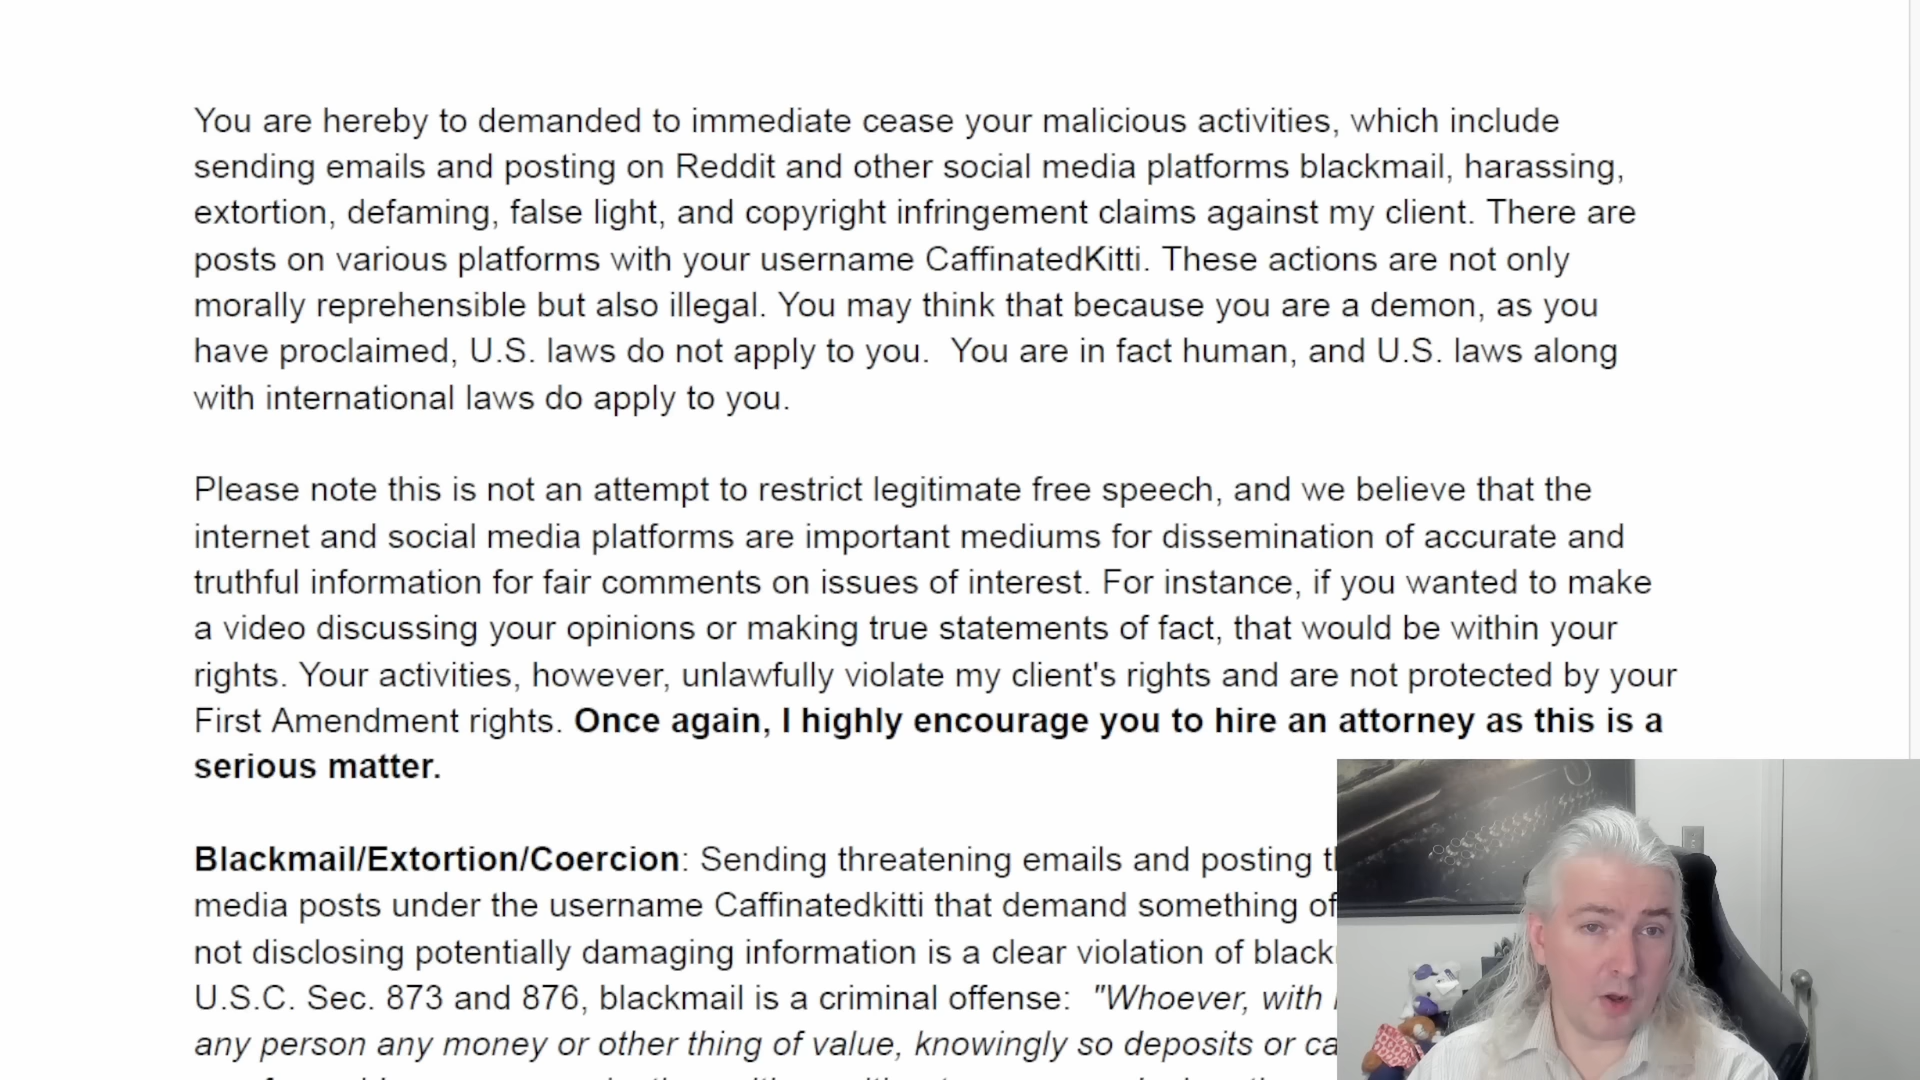 You are hereby to demanded to immediate cease your malicious activities, which include
sending emails and posting on Reddit and other social media platforms blackmail, harassing,
extortion, defaming, false light, and copyright infringement claims against my client. There are
posts on various platforms with your username CaffinatedKitti. These actions are not only
morally reprehensible but also illegal. You may think that because you are a demon, as you
have proclaimed, U.S. laws do not apply to you.  You are in fact human, and U.S. laws along
with international laws do apply to you.
Please note this is not an attempt to restrict legitimate free speech, and we believe that the
internet and social media platforms are important mediums for dissemination of accurate and
truthful information for fair comments on issues of interest. For instance, if you wanted to make
a video discussing your opinions or making true statements of fact, that would be within your
rights. Your activities, however, unlawfully violate my client's rights and are not protected by your
First Amendment rights. Once again, I highly encourage you to hire an attorney as this is a
serious matter.
Blackmail/Extortion/Coercion: Sending threatening emails and posting
media posts under the username Caffinatedkitti that demand something of
not disclosing potentially damaging information is a clear violation of
U.S.C. Sec. 873 and 876, blackmail is a criminal offense:  "Whoever, with
any person any money or other thing of value, knowingly so deposits or